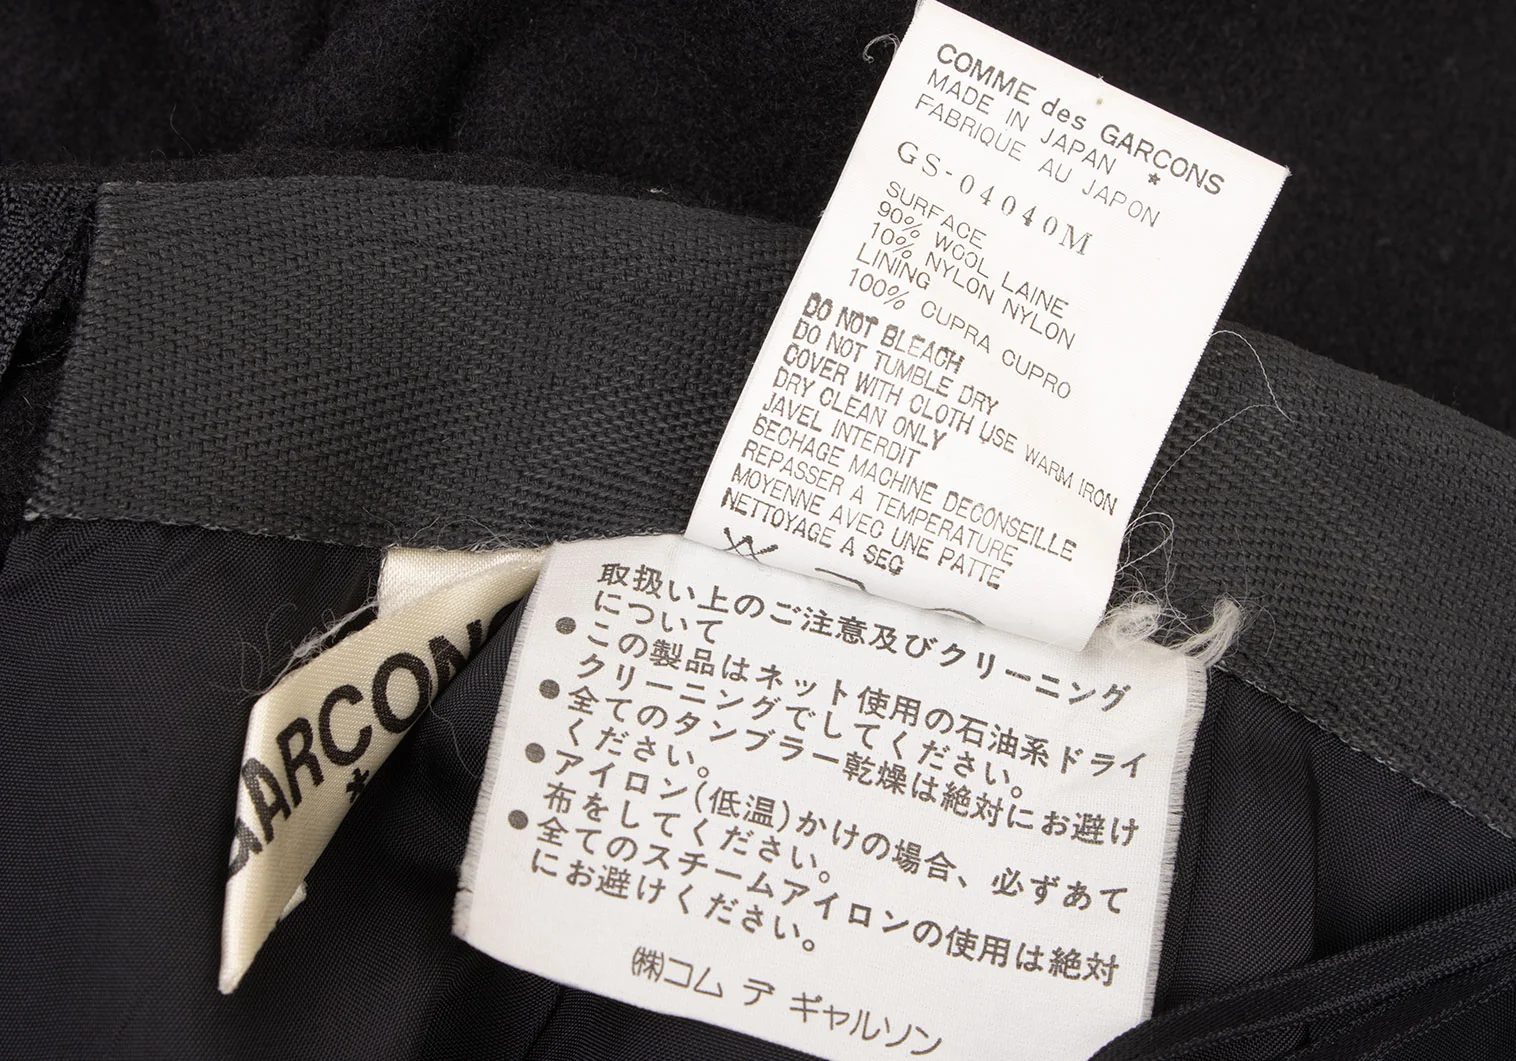 COMME des GARCONS
MADE IN JAPAN *
FABRIQUE AU JAPON
GS-04040M
SURFACE
90% WOOL LAINE
10% NYLON NYLON
LINING
100% CUPRA CUPRO
DO NOT BLEACH
DO NOT TUMBLE DRY
COVER WITH CLOTH USE WARM IRON
DRY CLEAN ONLY
JAVEL INTERDIT
SECHAGE MACHINE DECONSEILLE
REPASSER A TEMPERATURE
MOYENNE AVEC UNE PATTE
NETTOYAGE A SEC
取扱い上のご注意及びクリーニング
について
●この製品はネット使用の石油系ドライ
クリーニングでしてください。
●全てのタンブラー乾燥は絶対にお避け
ください。
●アイロン(低温)かけの場合、必ずあて
布をしてください。
●全てのスチームアイロンの使用は絶対
にお避けください。
㈱コム デ ギャルソン
GARCON
*